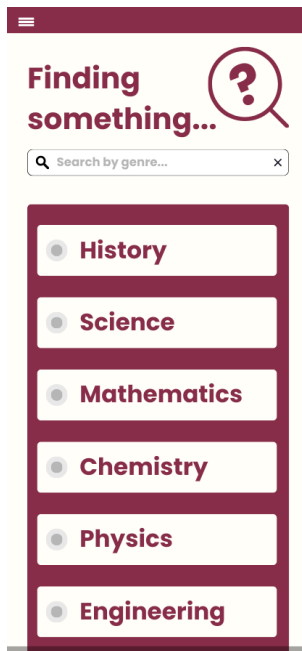 Finding
something...
?
Search by genre...
History
Science
Mathematics
Chemistry
Physics
Engineering